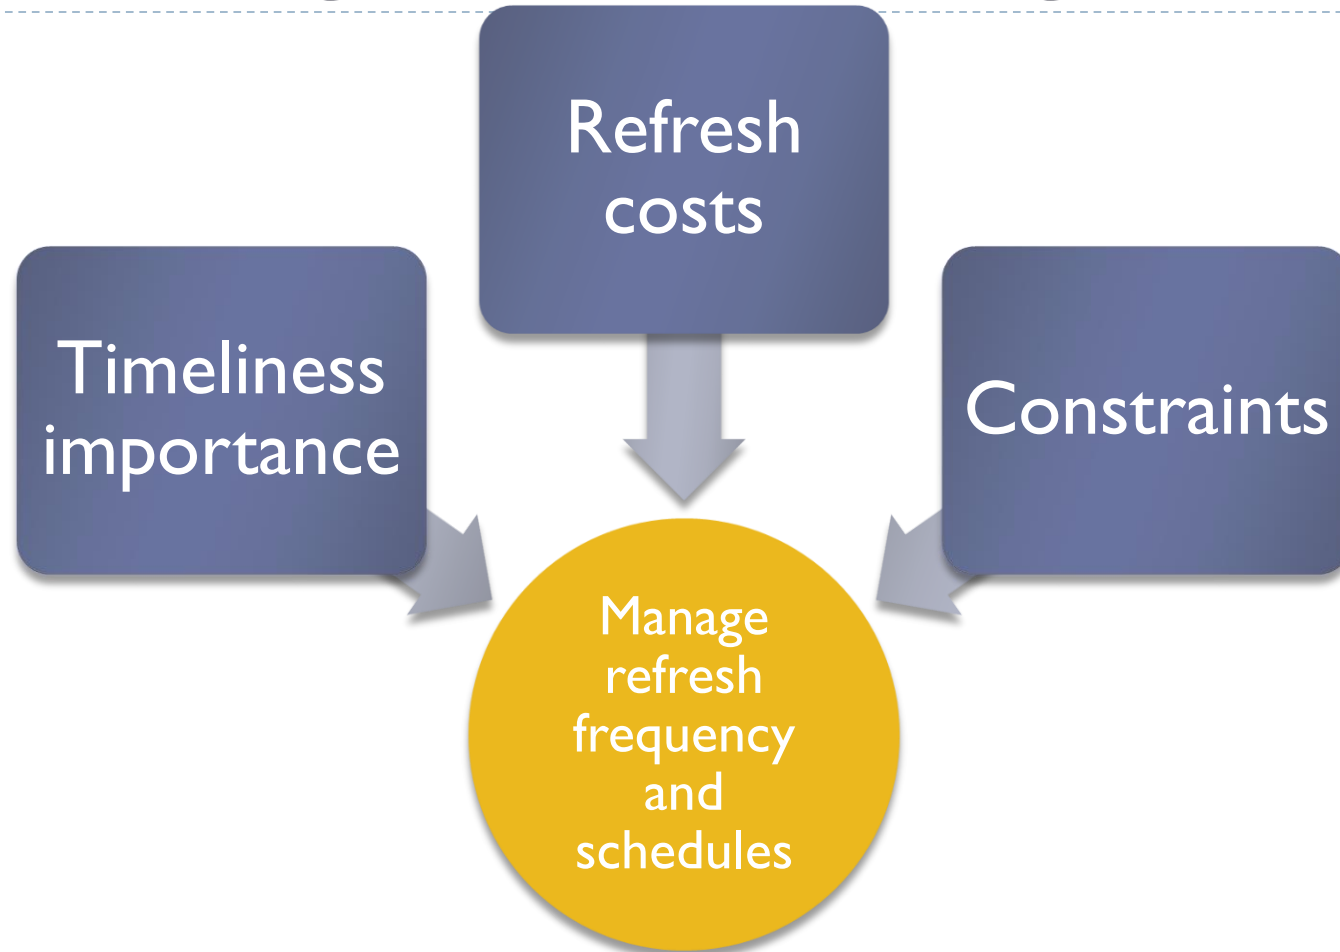 Refresh
costs
Timeliness
importance
Constraints
Manage
refresh
frequency
and
schedules